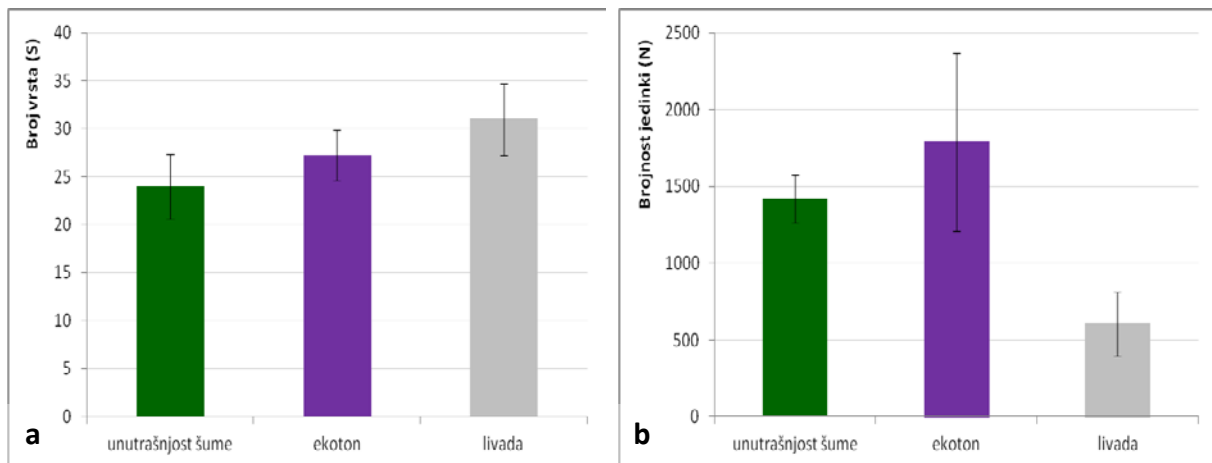 Broj vrsta (S)
40
35
30
25
20
15
10
5
0
unutrašnjost šume
ekoton
livada
a
Brojnost jedinki (N)
2500
2000
1500
1000
500
0
unutrašnjost šume
ekoton
livada
b